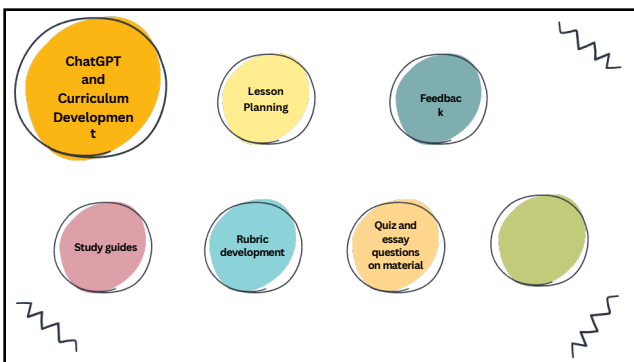 ChatGPT
and
Curriculum
Developmen
t
Lesson
Planning
Feedbac
k
Study guides
Rubric
development
Quiz and
essay
questions
on material